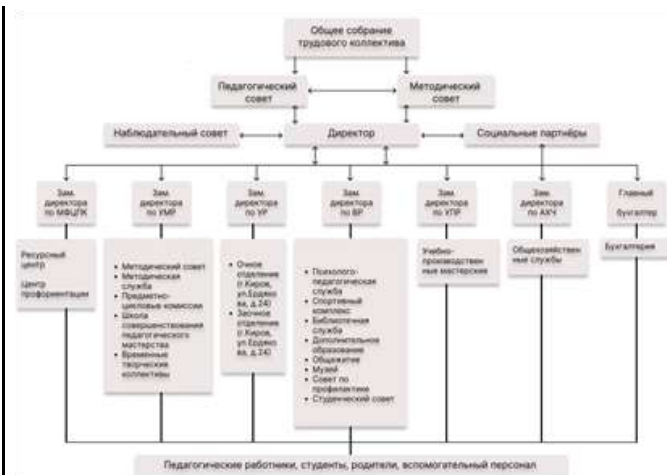 Общее собрание
трудового коллектива
Педагогический
совет
Методический
совет
Наблюдательный совет
Директор
Социальные партнёры
Зам.
директора
по МФЦПК
Зам.
директора
по УМР
Зам.
директора
по УР
Зам.
директора
по ВР
Зам.
директора
по УПР
Зам.
директора
по АХЧ
Главный
бухгалтер
Ресурсный
центр
Центр
профориентации
• Методический совет
• Методическая
служба
• Предметно-
цикловые комиссии
• Школа
совершенствования
педагогического
мастерства
• Временные
творческие
коллективы
• Очное
отделение
(г.Киров,
ул.Ердяко
ва, д.24)
• Заочное
отделение
(г.Киров,
ул.Ердяко
ва, д.24)
• Психолого-
педагогическая
служба
• Спортивный
комплекс
• Библиотечная
служба
• Дополнительное
образование
• Общежитие
• Музей
• Совет по
профилактике
• Студенческий совет
Учебно-
производствен
ные мастерские
Общехозяйствен
ные службы
Бухгалтерия
Педагогические работники, студенты, родители, вспомогательный персонал